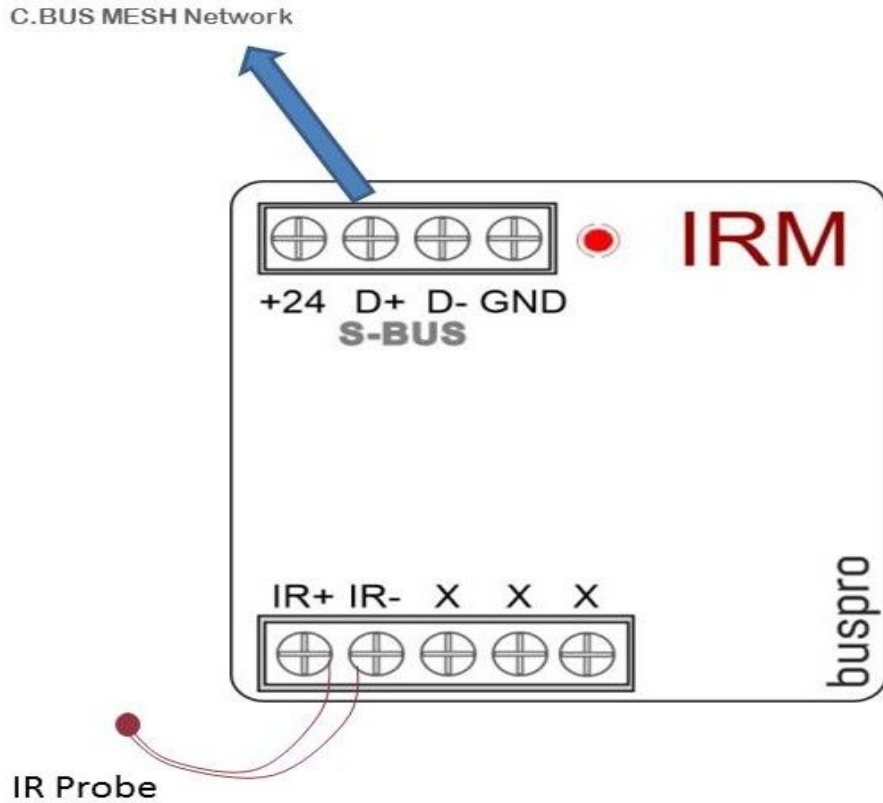 C.BUS MESH Network
IRM
+24 D+ D- GND
S-BUS
IR+ IR- X X X
buspro
IR Probe